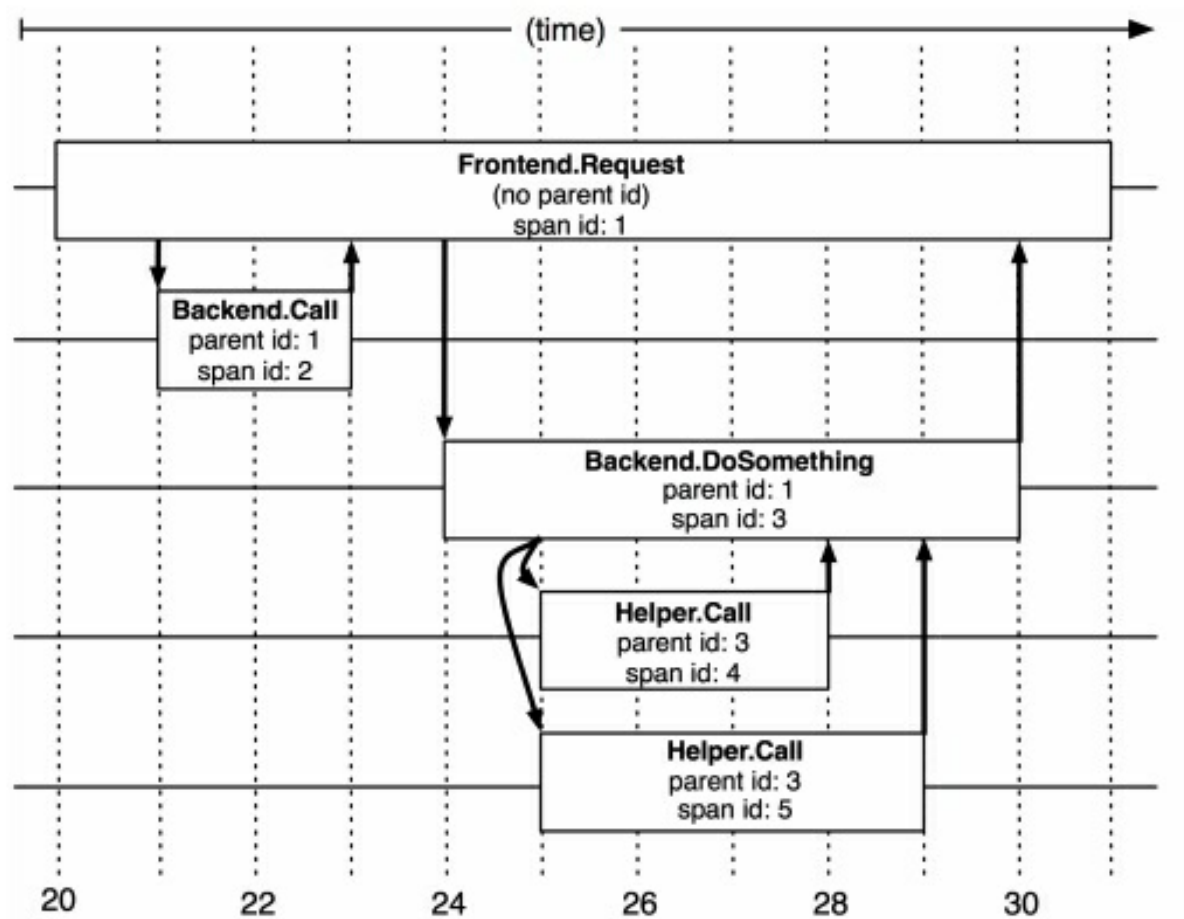 (time)
Frontend.Request
(no parent id)
span id: 1
Backend.Call
parent id: 1
span id: 2
Backend.DoSomething
parent id: 1
span id: 3
Helper.Call
parent id: 3
span id: 4
Helper.Call
parent id: 3
span id: 5
20 22 24 26 28 30